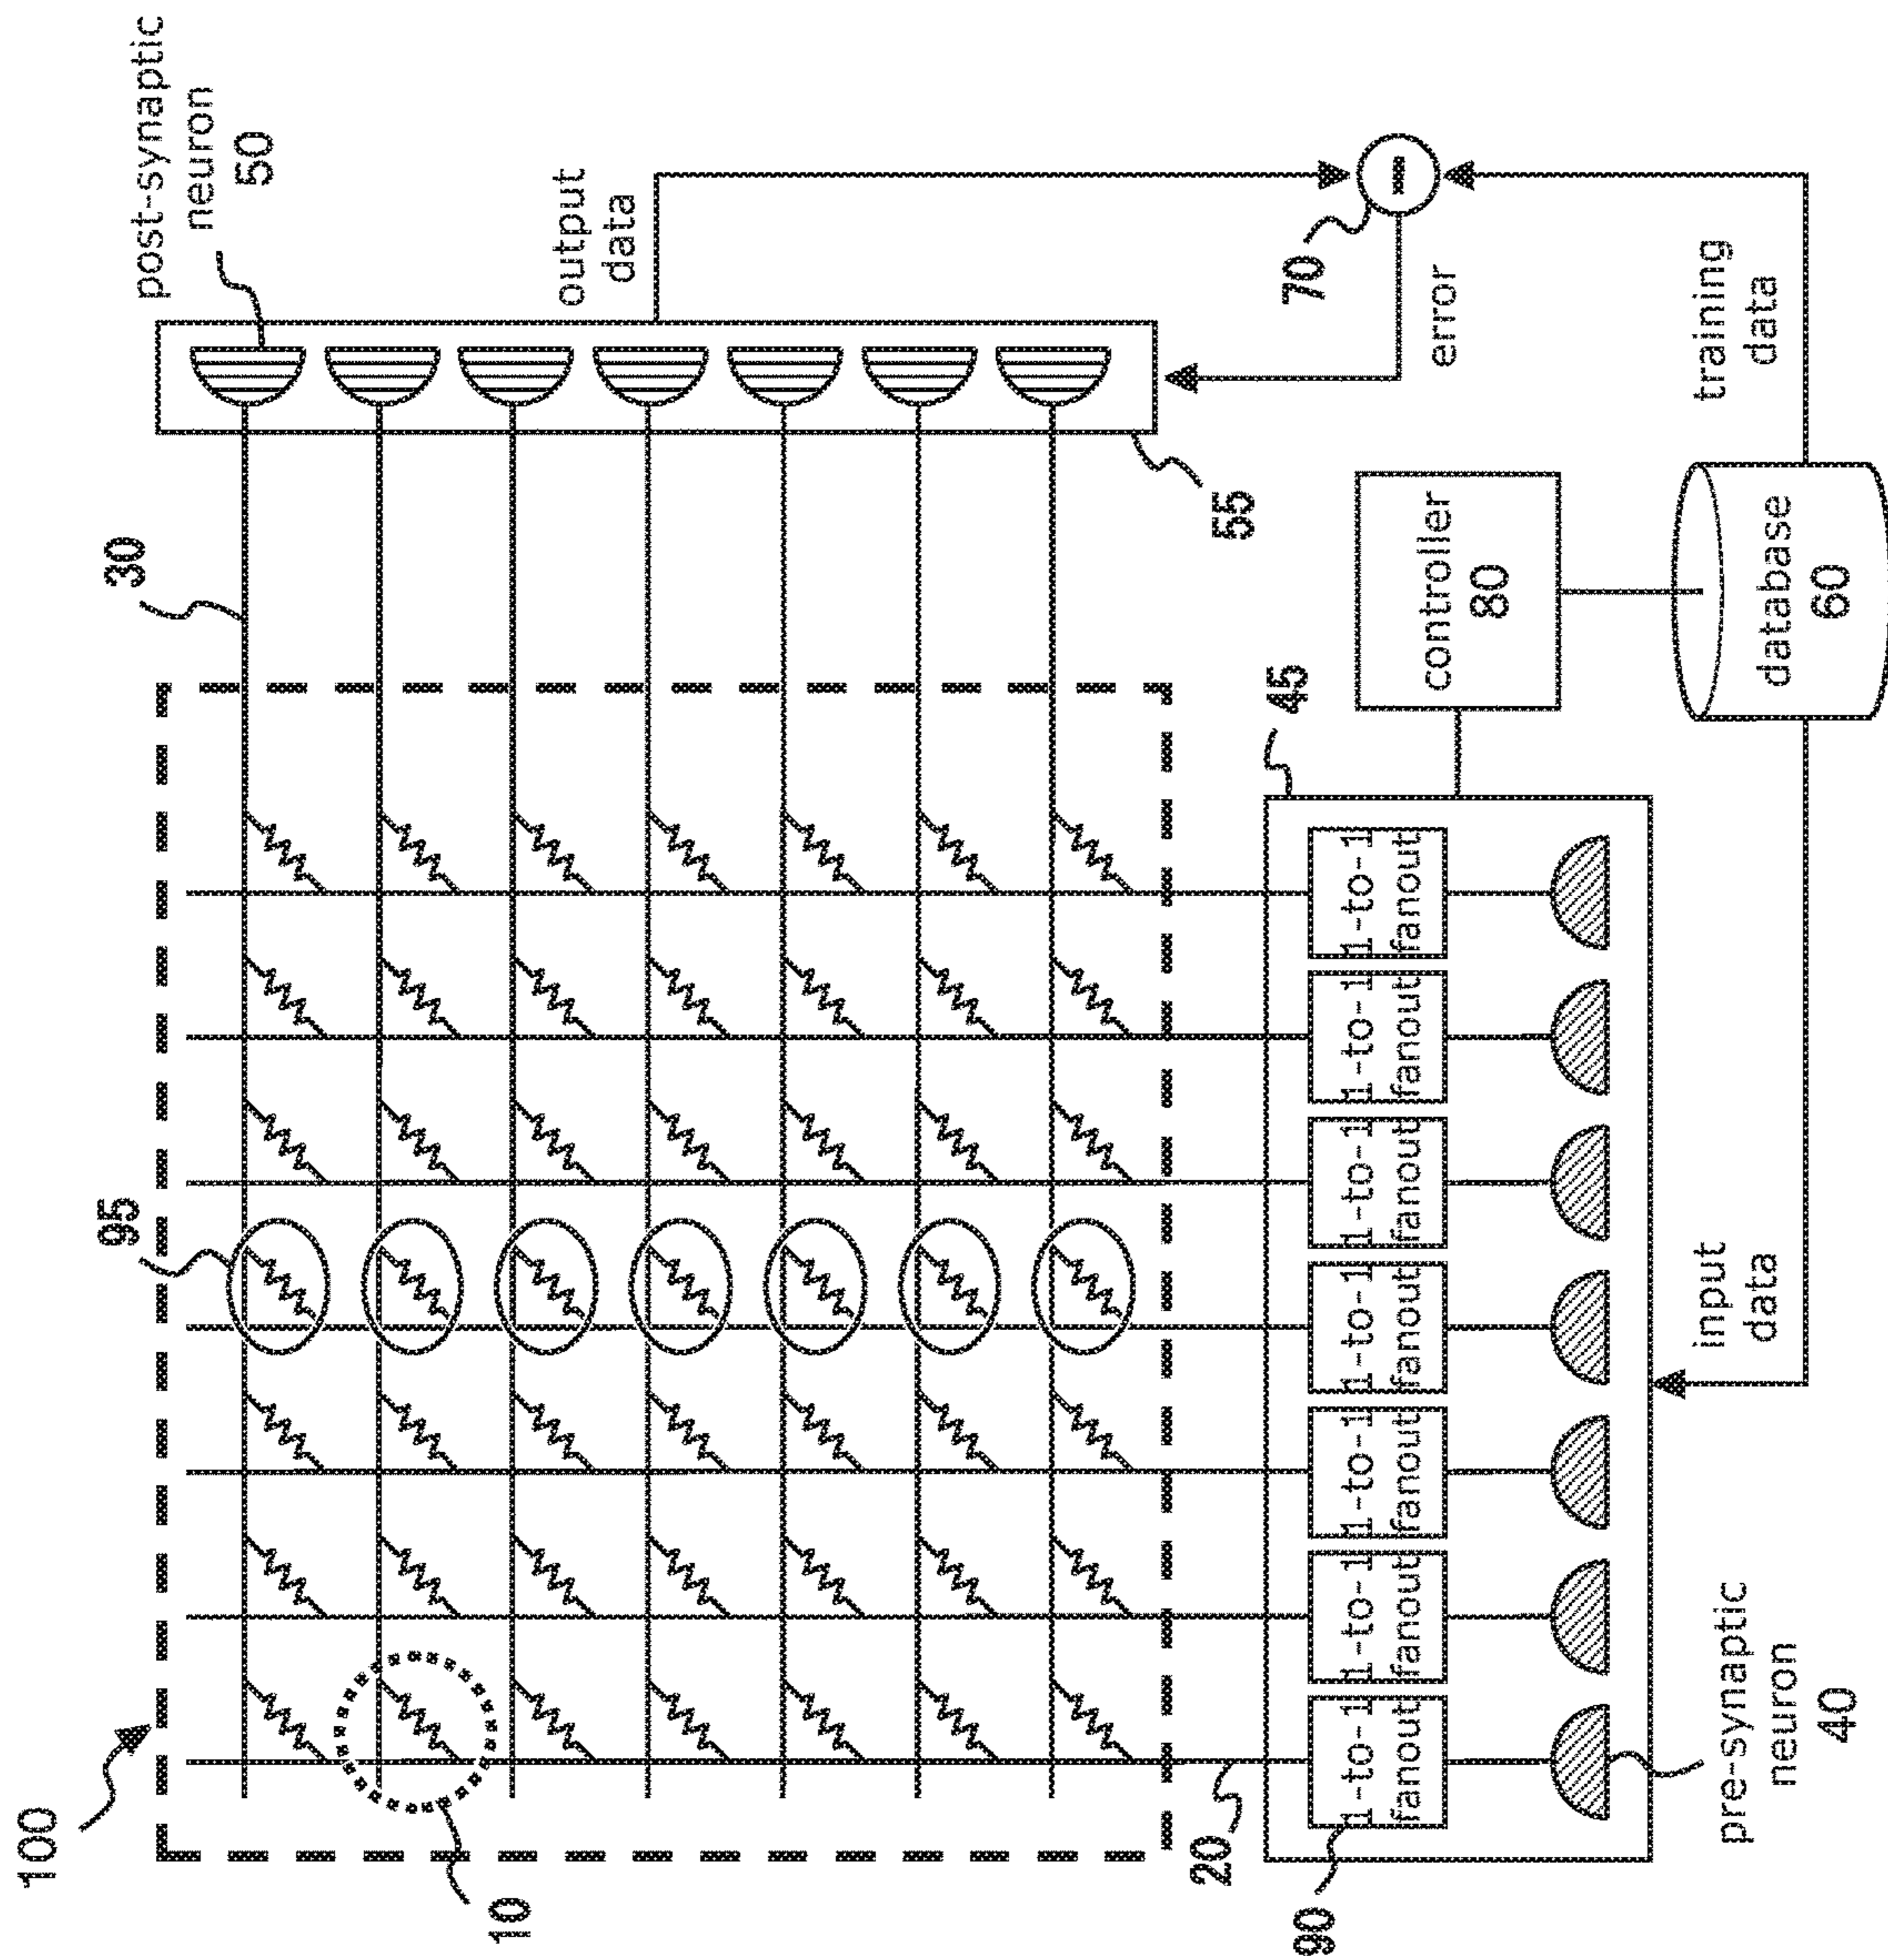 100
10
95
30
post-synaptic
neuron
50
output
data
55
70
error
training
data
controller
80
database
60
45
20
90
1-to-1
fanout
1-to-1
fanout
1-to-1
fanout
1-to-1
fanout
1-to-1
fanout
1-to-1
fanout
1-to-1
fanout
pre-synaptic
neuron
40
input
data